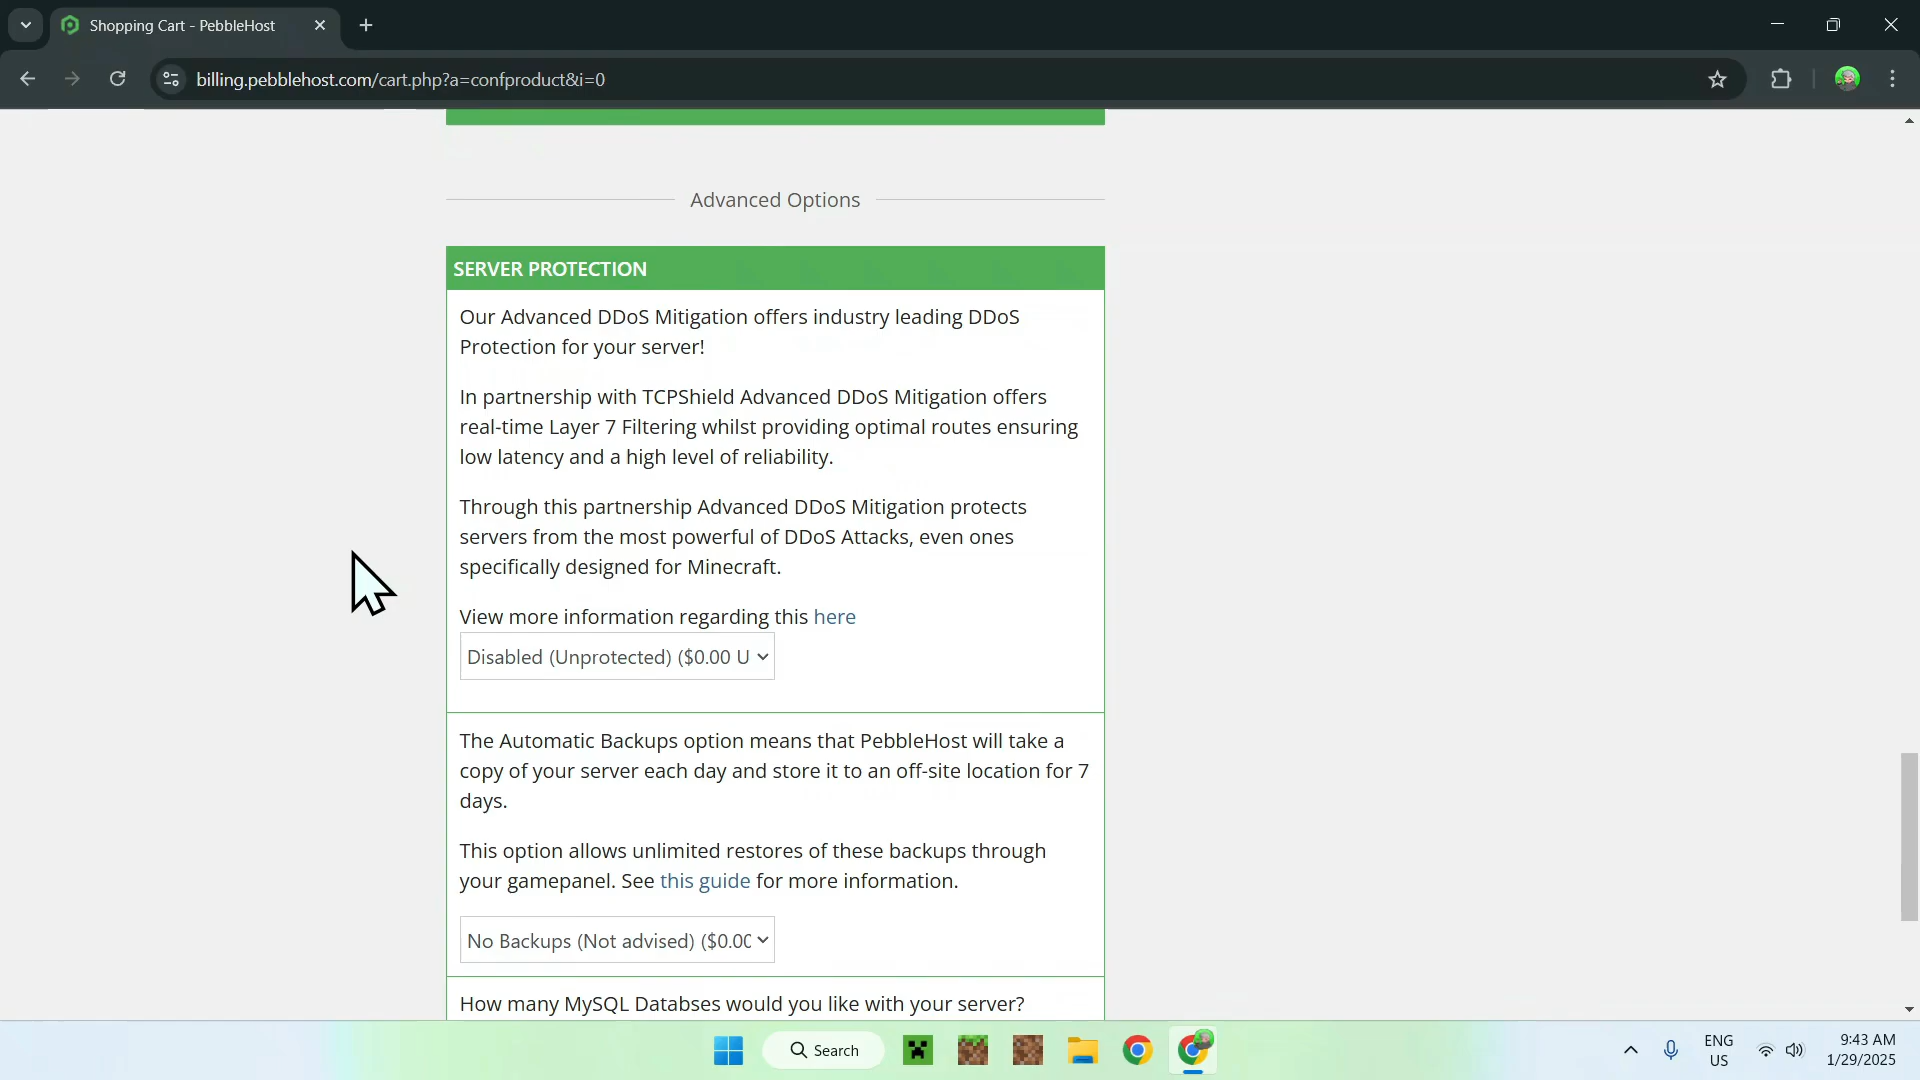 Shopping Cart - PebbleHost
billing.pebblehost.com/cart.php?a=confproduct&i=0
Advanced Options
SERVER PROTECTION
Our Advanced DDoS Mitigation offers industry leading DDoS
Protection for your server!
In partnership with TCPShield Advanced DDoS Mitigation offers
real-time Layer 7 Filtering whilst providing optimal routes ensuring
low latency and a high level of reliability.
Through this partnership Advanced DDoS Mitigation protects
servers from the most powerful of DDoS Attacks, even ones
specifically designed for Minecraft.
View more information regarding this here
Disabled (Unprotected) ($0.00 U
The Automatic Backups option means that PebbleHost will take a
copy of your server each day and store it to an off-site location for 7
days.
This option allows unlimited restores of these backups through
your gamepanel. See this guide for more information.
No Backups (Not advised) ($0.00
How many MySQL Databses would you like with your server?
Search
ENG
US
9:43 AM
1/29/2025